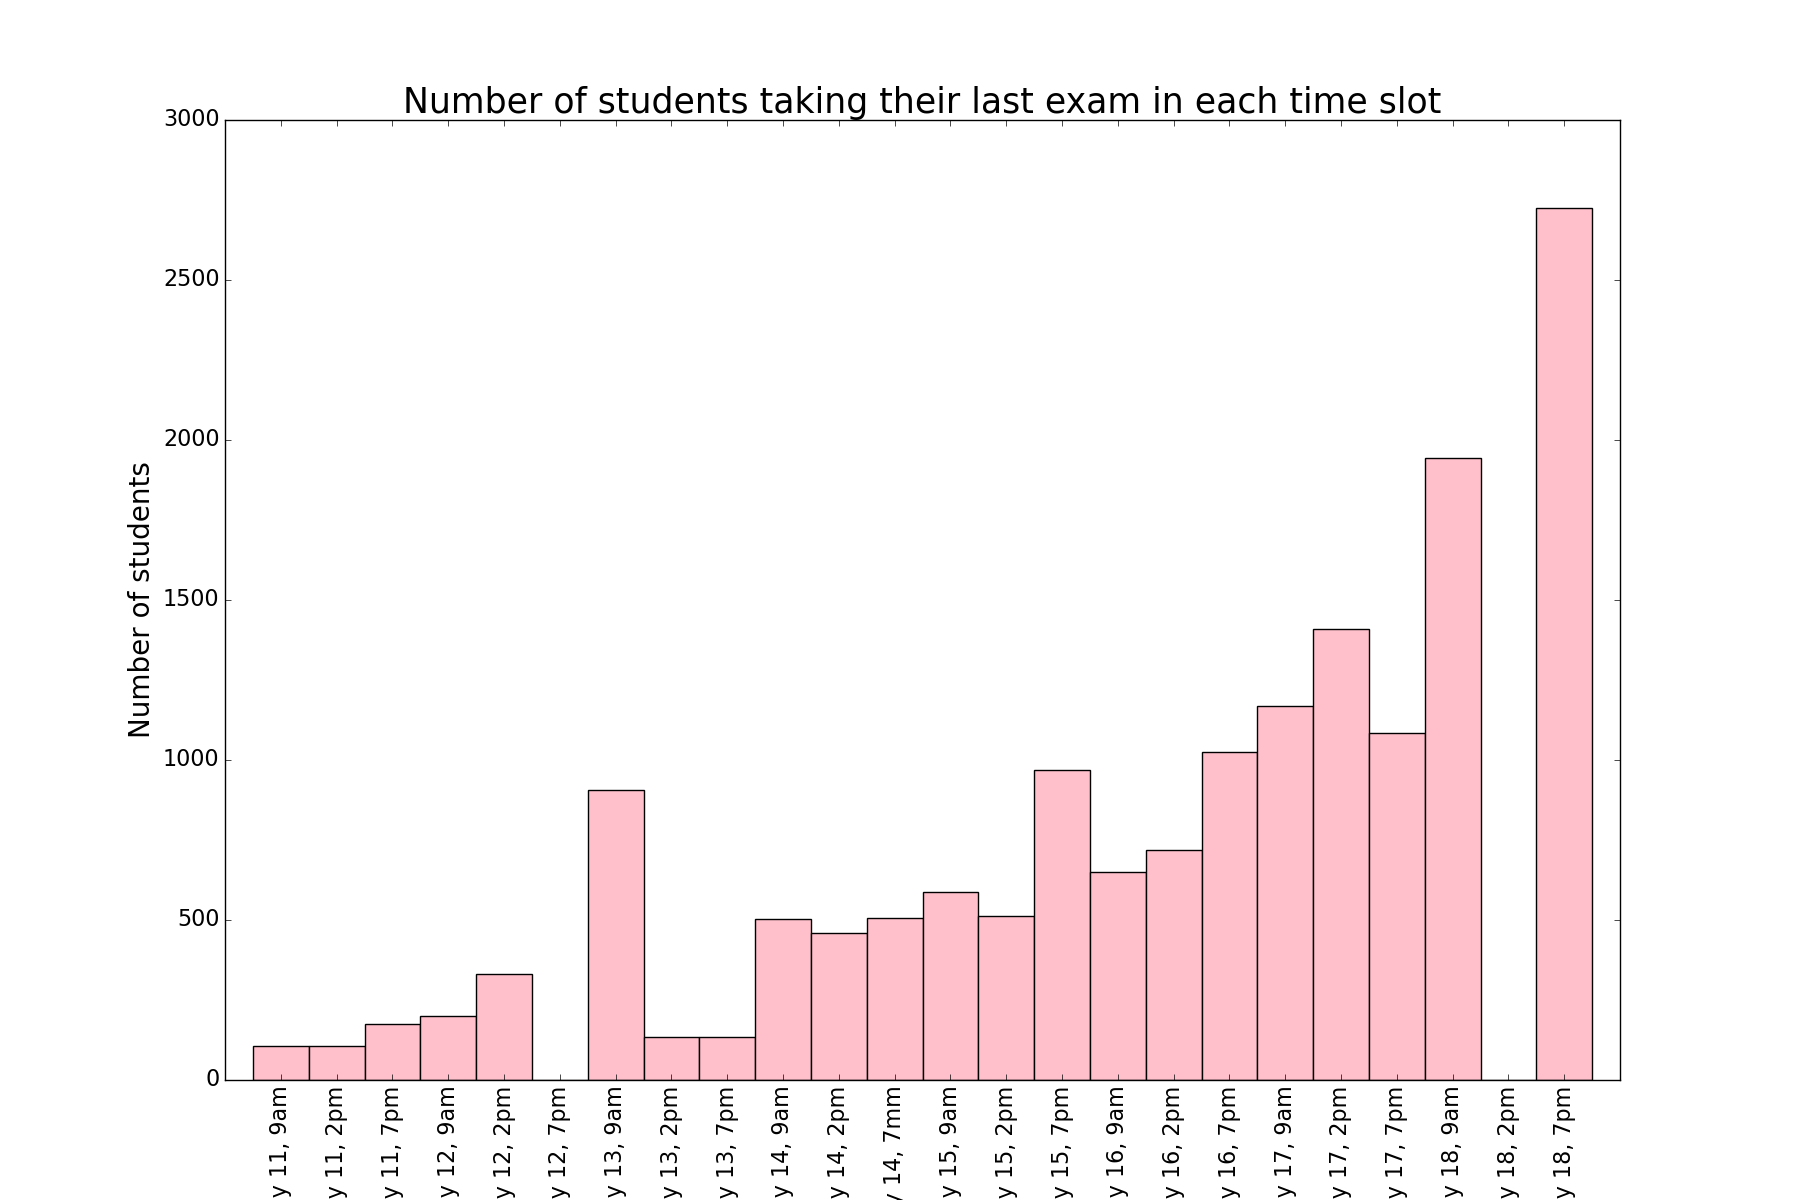 Number of students taking their last exam in each time slot
Number of students
3000
2500
2000
1500
1000
500
0
y 11, 9am
y 11, 2pm
y 11, 7pm
y 12, 9am
y 12, 2pm
y 12, 7pm
y 13, 9am
y 13, 2pm
y 13, 7pm
y 14, 9am
y 14, 2pm
y 14, 7mm
y 15, 9am
y 15, 2pm
y 15, 7pm
y 16, 9am
y 16, 2pm
y 16, 7pm
y 17, 9am
y 17, 2pm
y 17, 7pm
y 18, 9am
y 18, 2pm
y 18, 7pm